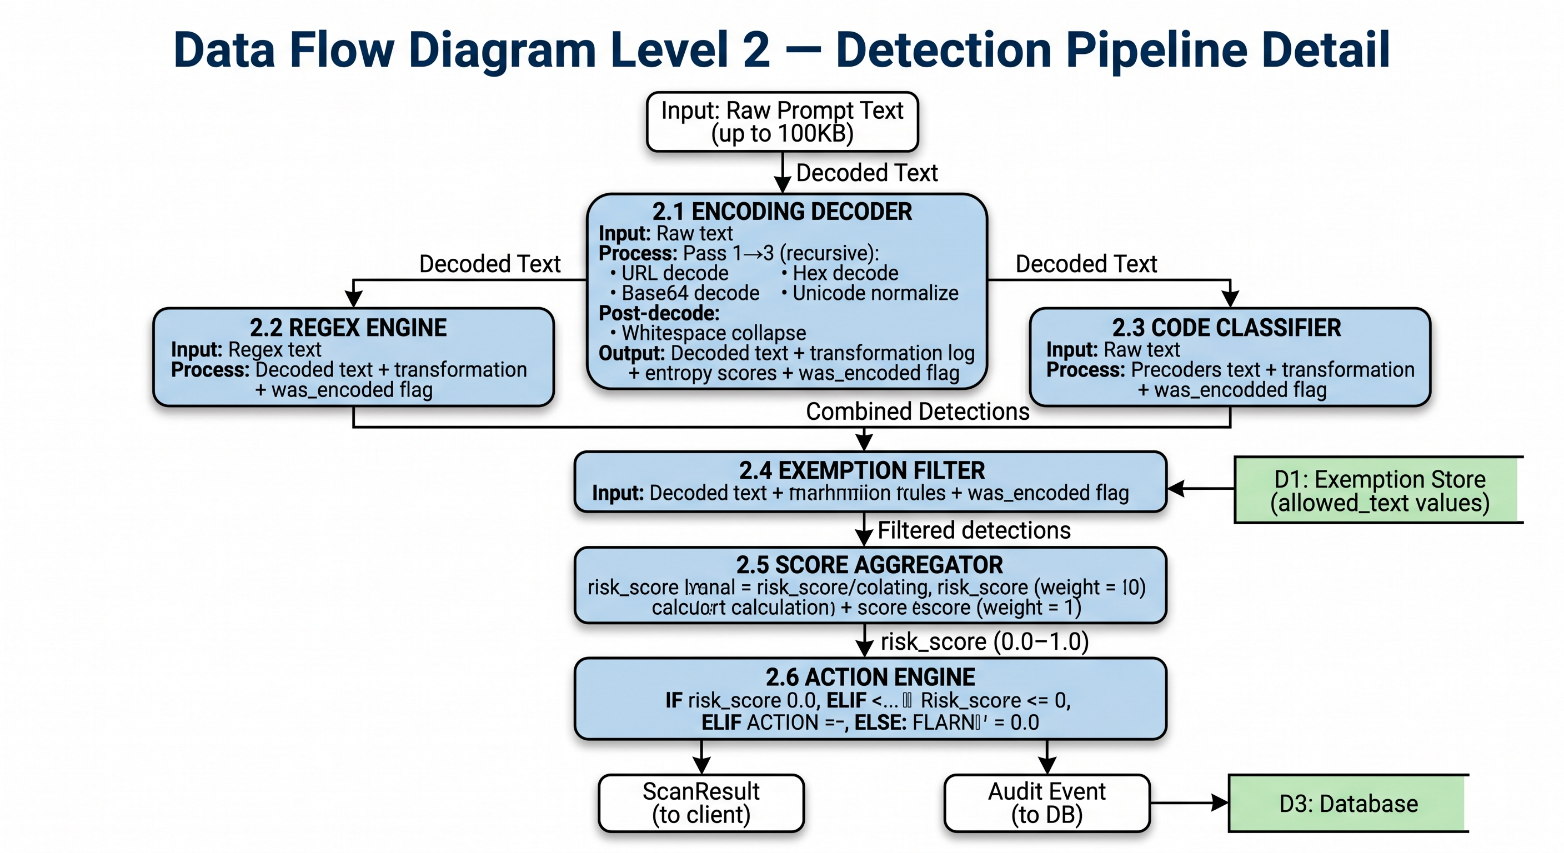 Data Flow Diagram Level 2 — Detection Pipeline Detail
Input: Raw Prompt Text
(up to 100KB)
Decoded Text
2.1 ENCODING DECODER
Input: Raw text
Process: Pass 1→3 (recursive):
• URL decode • Hex decode
• Base64 decode • Unicode normalize
Post-decode:
• Whitespace collapse
Output: Decoded text + transformation log
+ entropy scores + was_encoded flag
Decoded Text
Decoded Text
2.2 REGEX ENGINE
Input: Regex text
Process: Decoded text + transformation
+ was_encoded flag
2.3 CODE CLASSIFIER
Input: Raw text
Process: Precoders text + transformation
+ was_encodded flag
Combined Detections
2.4 EXEMPTION FILTER
Input: Decoded text + + was_encoded flag
D1: Exemption Store
(allowed_text values)
Filtered detections
2.5 SCORE AGGREGATOR
risk_score = risk_score/colating, risk_score (weight = 10)
calculation) + score (weight = 1)
risk_score (0.0–1.0)
2.6 ACTION ENGINE
IF risk_score 0.0, ELIF <... Risk_score <= 0,
ELIF ACTION =-, ELSE: = 0.0
ScanResult
(to client)
Audit Event
(to DB)
D3: Database